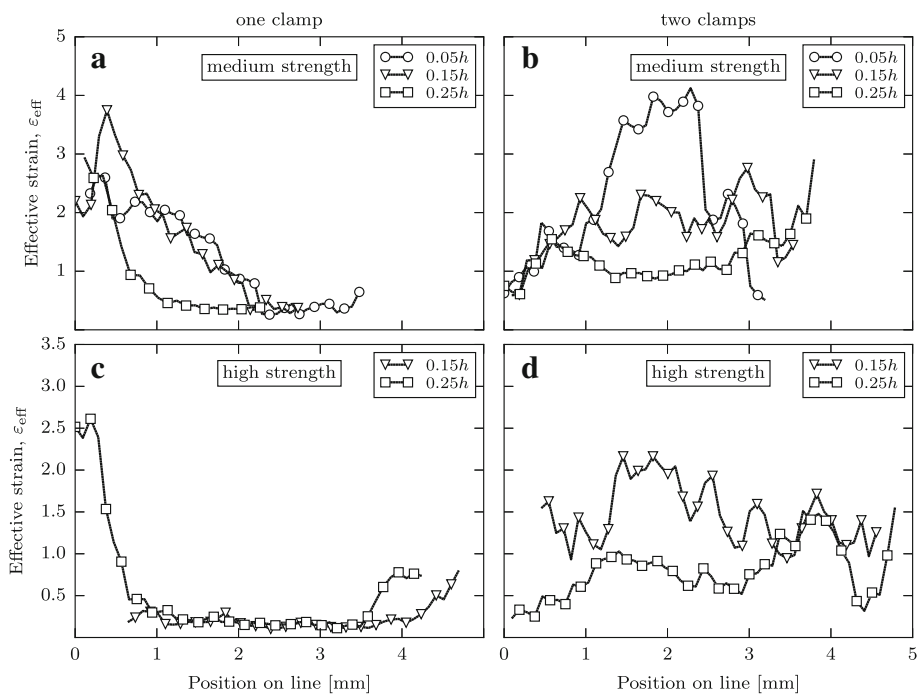 one clamp
two clamps
a
medium strength
0.05h
0.15h
0.25h
b
medium strength
0.05h
0.15h
0.25h
Effective strain, εeff
5
4
3
2
1
c
high strength
0.15h
0.25h
d
high strength
0.15h
0.25h
Effective strain, εeff
3.5
3.0
2.5
2.0
1.5
1.0
0.5
0 1 2 3 4
0 1 2 3 4 5
Position on line [mm]
Position on line [mm]